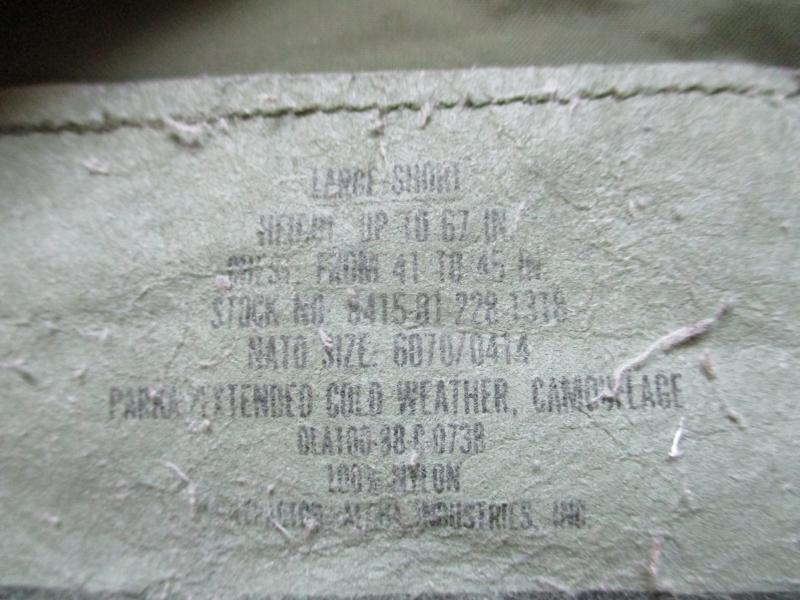 LARGE-SHORT
HEIGHT: UP TO 67 IN.
CHEST: FROM 41 TO 45 IN.
STOCK NO. 8415-01-228-1318
NATO SIZE: 6070/0414
PARKA, EXTENDED COLD WEATHER, CAMOUFLAGE
DLA100-88-C-0738
100% NYLON
CONTRACTOR: ALPHA INDUSTRIES, INC.